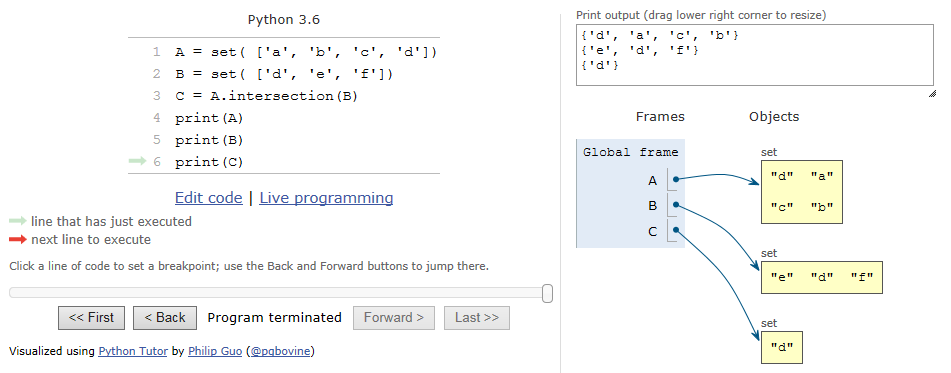 Python 3.6
1 A = set( ['a', 'b', 'c', 'd'])
2 B = set( ['d', 'e', 'f'])
3 C = A.intersection(B)
4 print(A)
5 print(B)
6 print(C)
Edit code | Live programming
line that has just executed
next line to execute
Click a line of code to set a breakpoint; use the Back and Forward buttons to jump there.
<< First < Back Program terminated Forward > Last >>
Visualized using Python Tutor by Philip Guo (@pgbovine)
Print output (drag lower right corner to resize)
{'d', 'a', 'c', 'b'}
{'e', 'd', 'f'}
{'d'}
Frames Objects
Global frame
A
B
C
set
"d" "a"
"c" "b"
set
"e" "d" "f"
set
"d"